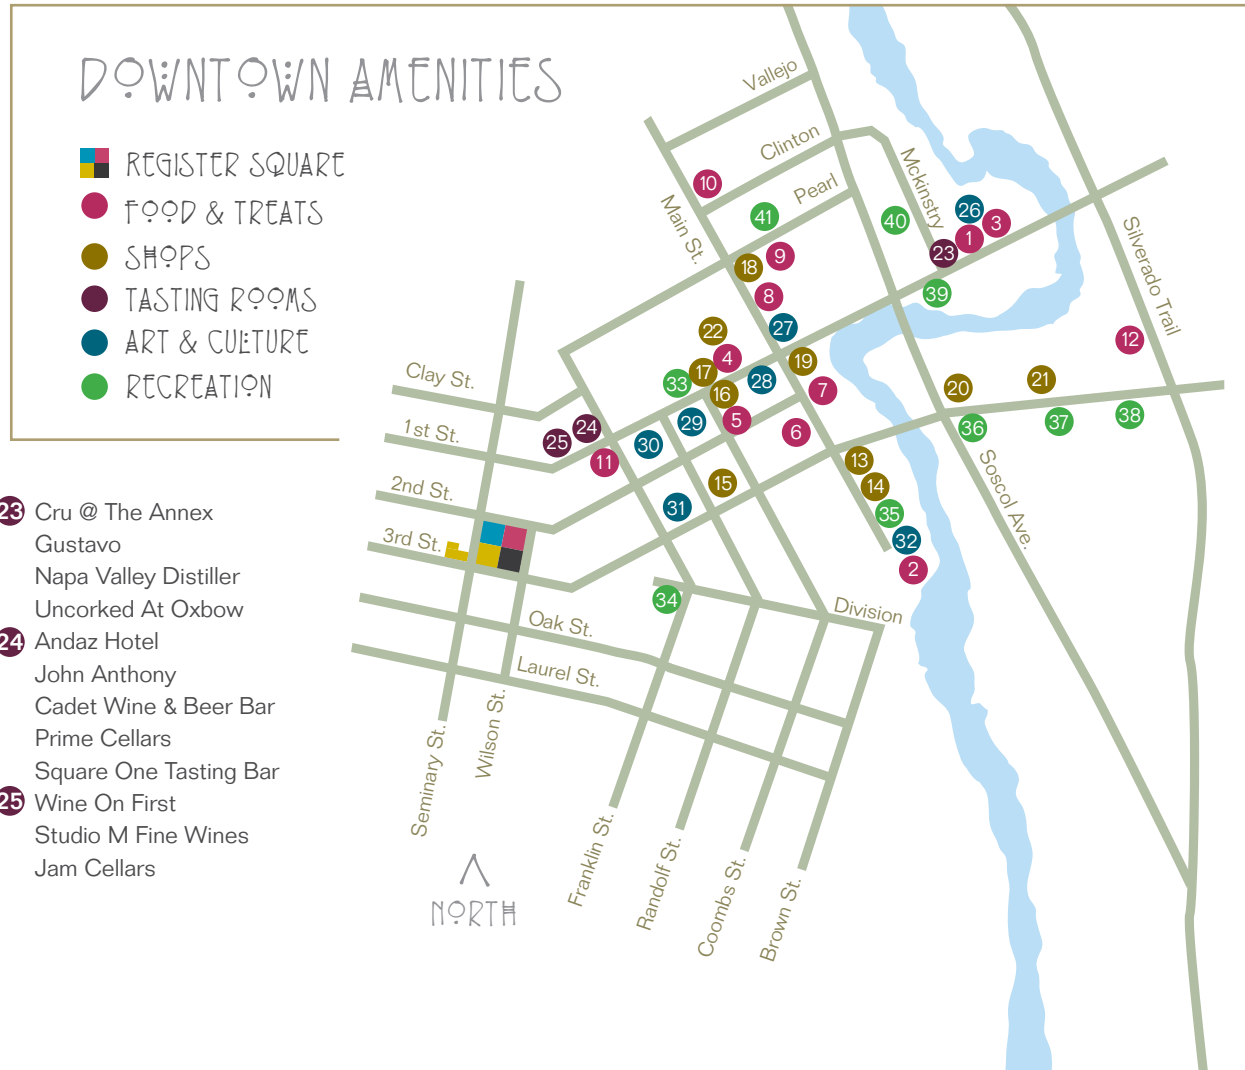 DOWNTOWN AMENITIES
REGISTER SQUARE
FOOD & TREATS
SHOPS
TASTING ROOMS
ART & CULTURE
RECREATION
23 Cru @ The Annex
Gustavo
Napa Valley Distiller
Uncorked At Oxbow
24 Andaz Hotel
John Anthony
Cadet Wine & Beer Bar
Prime Cellars
Square One Tasting Bar
25 Wine On First
Studio M Fine Wines
Jam Cellars
Vallejo
Clinton
Pearl
Mckinstry
Main St.
Silverado Trail
Soscol Ave.
Clay St.
1st St.
2nd St.
3rd St.
Oak St.
Laurel St.
Division
Seminary St.
Wilson St.
Franklin St.
Randolf St.
Coombs St.
Brown St.
NORTH
10
41
40
26
3
1
23
18
9
8
39
27
22
4
17
33
16
28
19
7
12
20
21
36
37
38
24
25
11
30
29
5
6
15
31
13
14
35
32
2
34